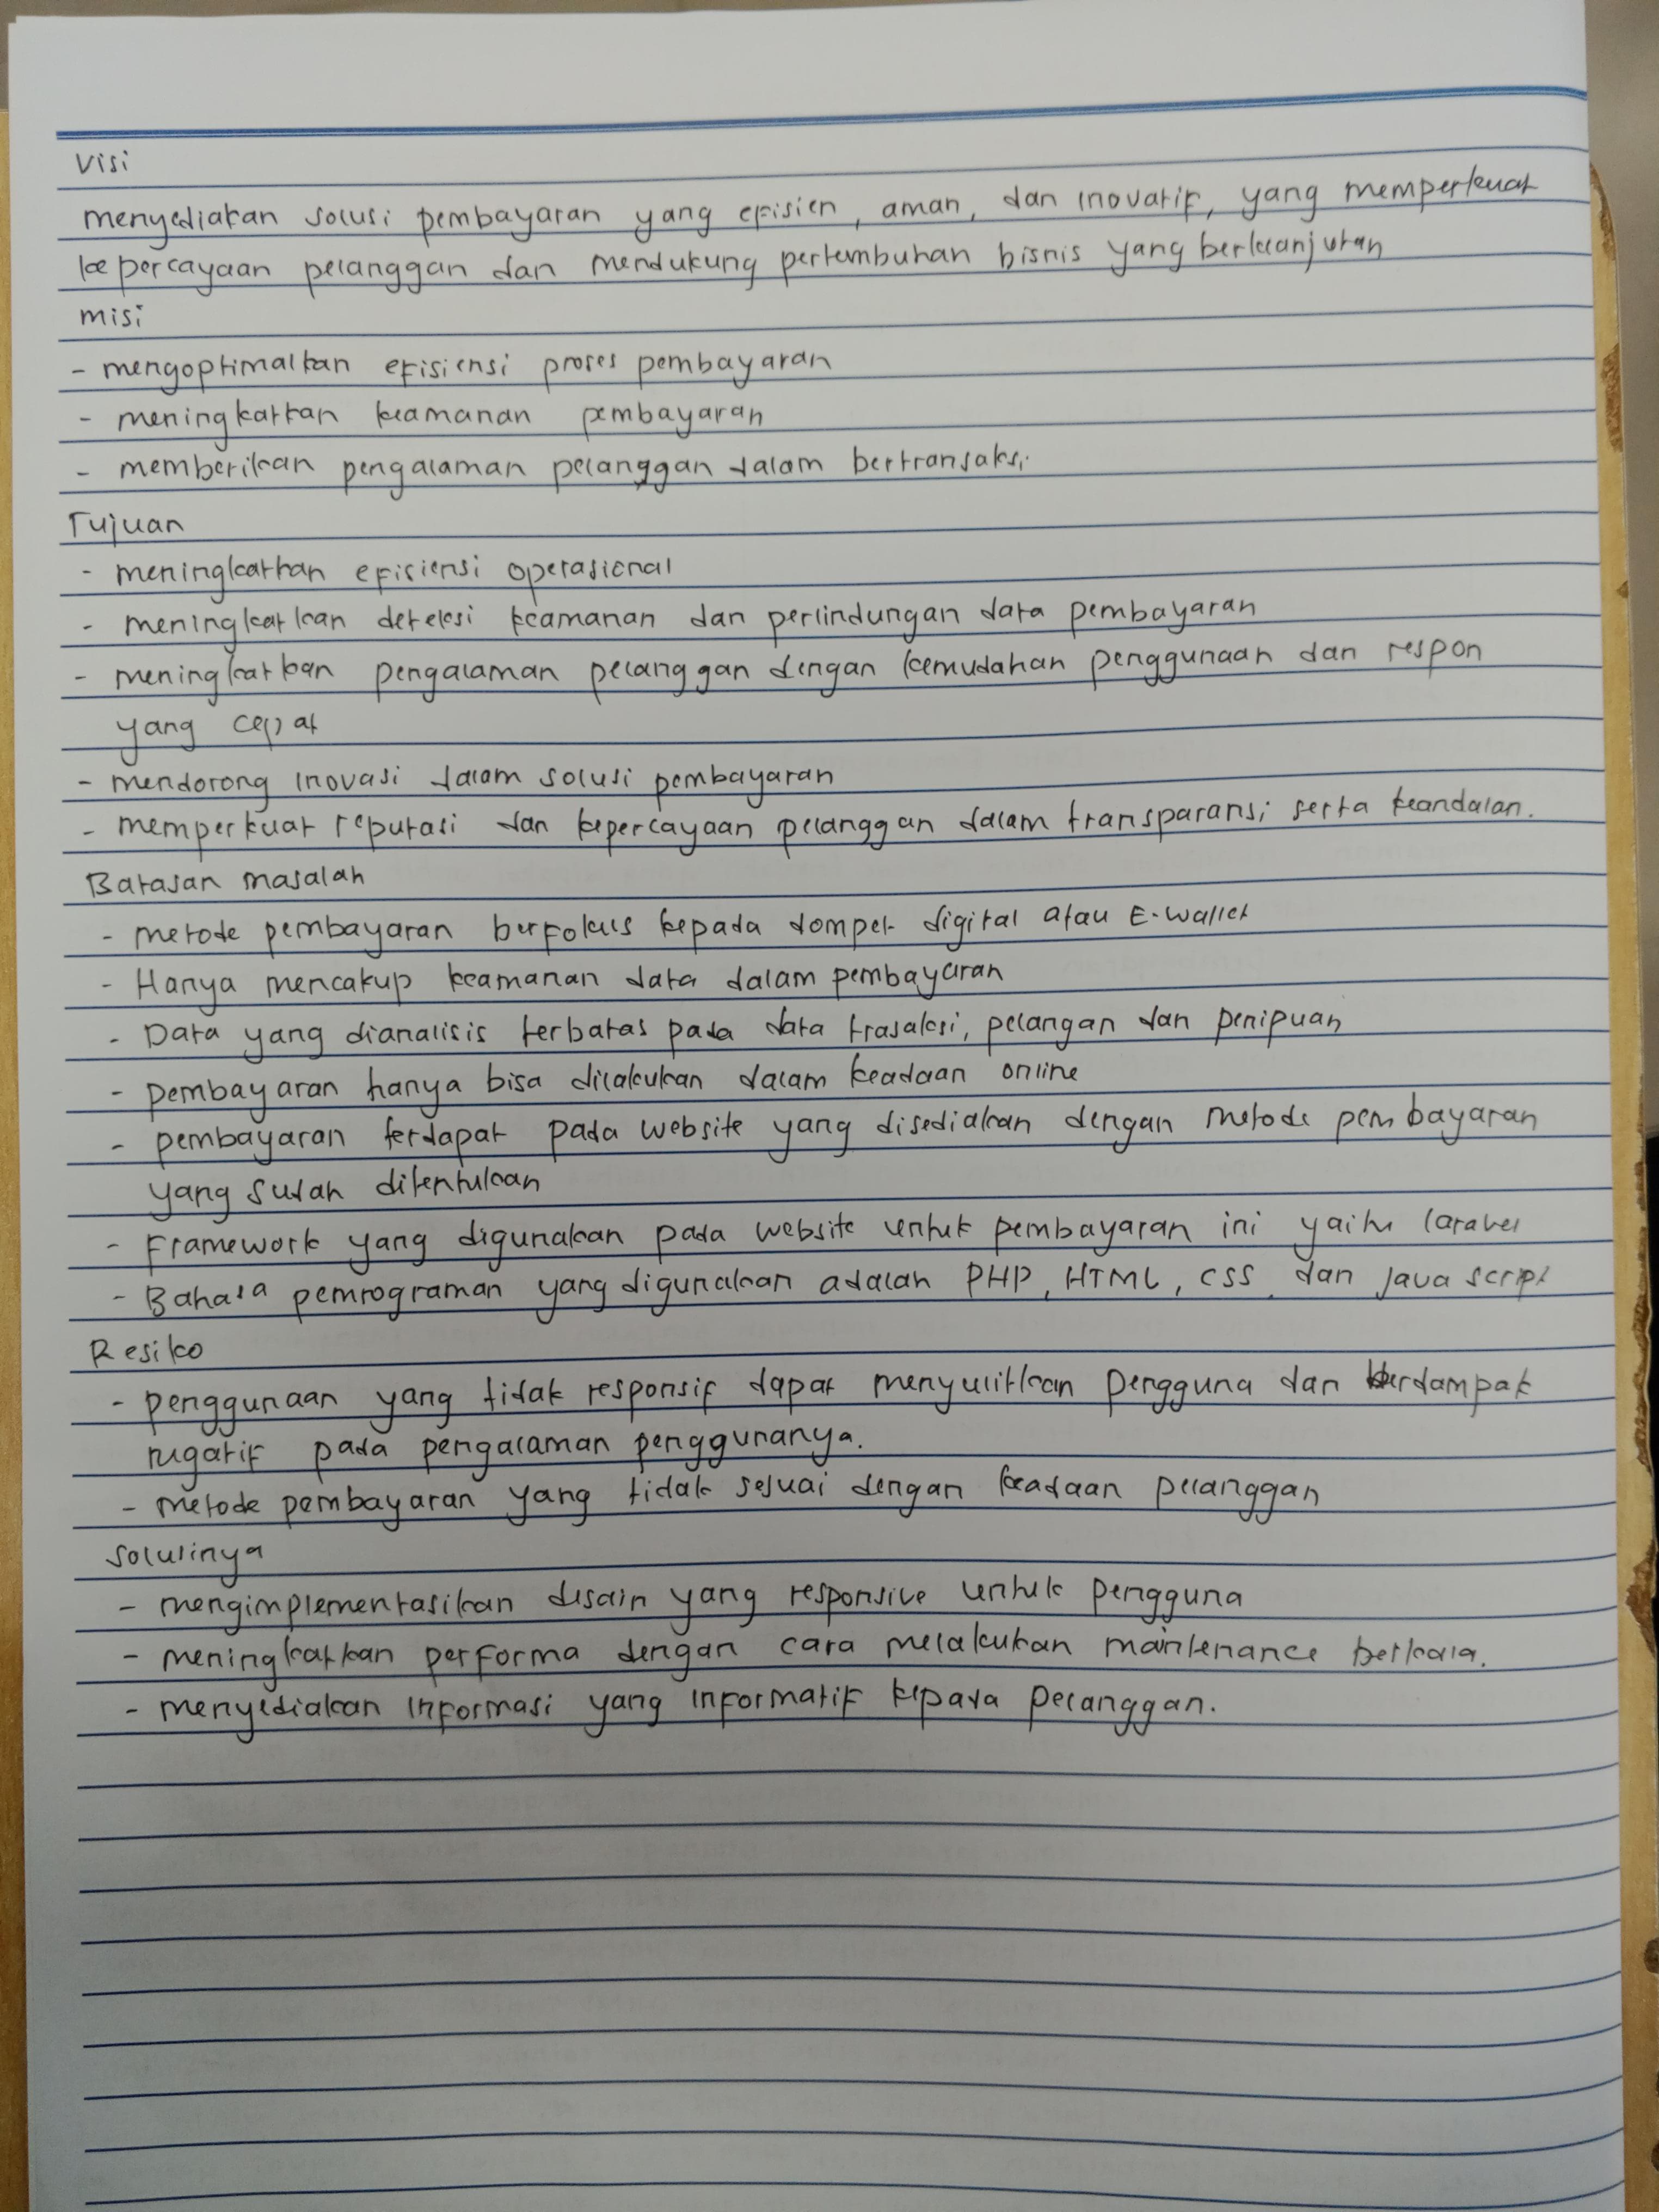 Visi
menyediakan solusi pembayaran yang efisien, aman, dan inovatif, yang memperkuat
kepercayaan pelanggan dan mendukung pertumbuhan bisnis yang berkelanjutan
misi
- mengoptimalkan efisiensi proses pembayaran
- meningkatkan keamanan pembayaran
- memberikan pengalaman pelanggan dalam bertransaksi
Tujuan
- meningkatkan efisiensi operasional
- meningkatkan deteksi keamanan dan perlindungan data pembayaran
- meningkatkan pengalaman pelanggan dengan kemudahan penggunaan dan respon
yang cepat
- mendorong inovasi dalam solusi pembayaran
- memperkuat reputasi dan kepercayaan pelanggan dalam transparansi serta keandalan.
Batasan masalah
- metode pembayaran berfokus kepada dompet digital atau E-wallet
- Hanya mencakup keamanan data dalam pembayaran
- Data yang dianalisis terbatas pada data trasaksi, pelangan dan penipuan
- pembayaran hanya bisa dilakukan dalam keadaan online
- pembayaran terdapat pada website yang disediakan dengan metode pembayaran
yang sudah ditentukan
- Framework yang digunakan pada website untuk pembayaran ini yaitu laravel
- Bahasa pemrograman yang digunakan adalah PHP, HTML, CSS, dan Java script
Resiko
- penggunaan yang tidak responsif dapat menyulitkan pengguna dan berdampak
negatif pada pengalaman penggunanya.
- metode pembayaran yang tidak sesuai dengan keadaan pelanggan
Solusinya
- mengimplementasikan desain yang responsive untuk pengguna
- meningkatkan performa dengan cara melakukan maintenance berkala.
- menyediakan informasi yang informatif kepada pelanggan.